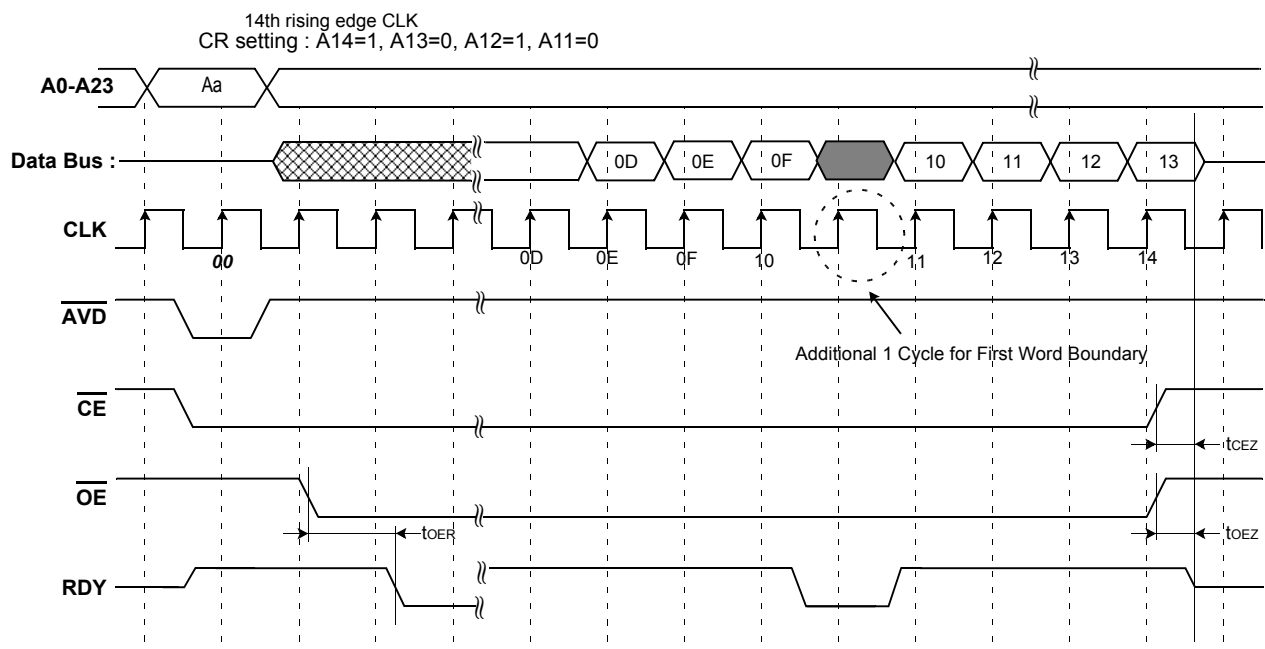 14th rising edge CLK
CR setting : A14=1, A13=0, A12=1, A11=0
A0-A23
Aa
Data Bus :
0D 0E 0F 10 11 12 13
CLK
00 0D 0E 0F 10 11 12 13 14
AVD
Additional 1 Cycle for First Word Boundary
CE
tCEZ
OE
tOER
tOEZ
RDY